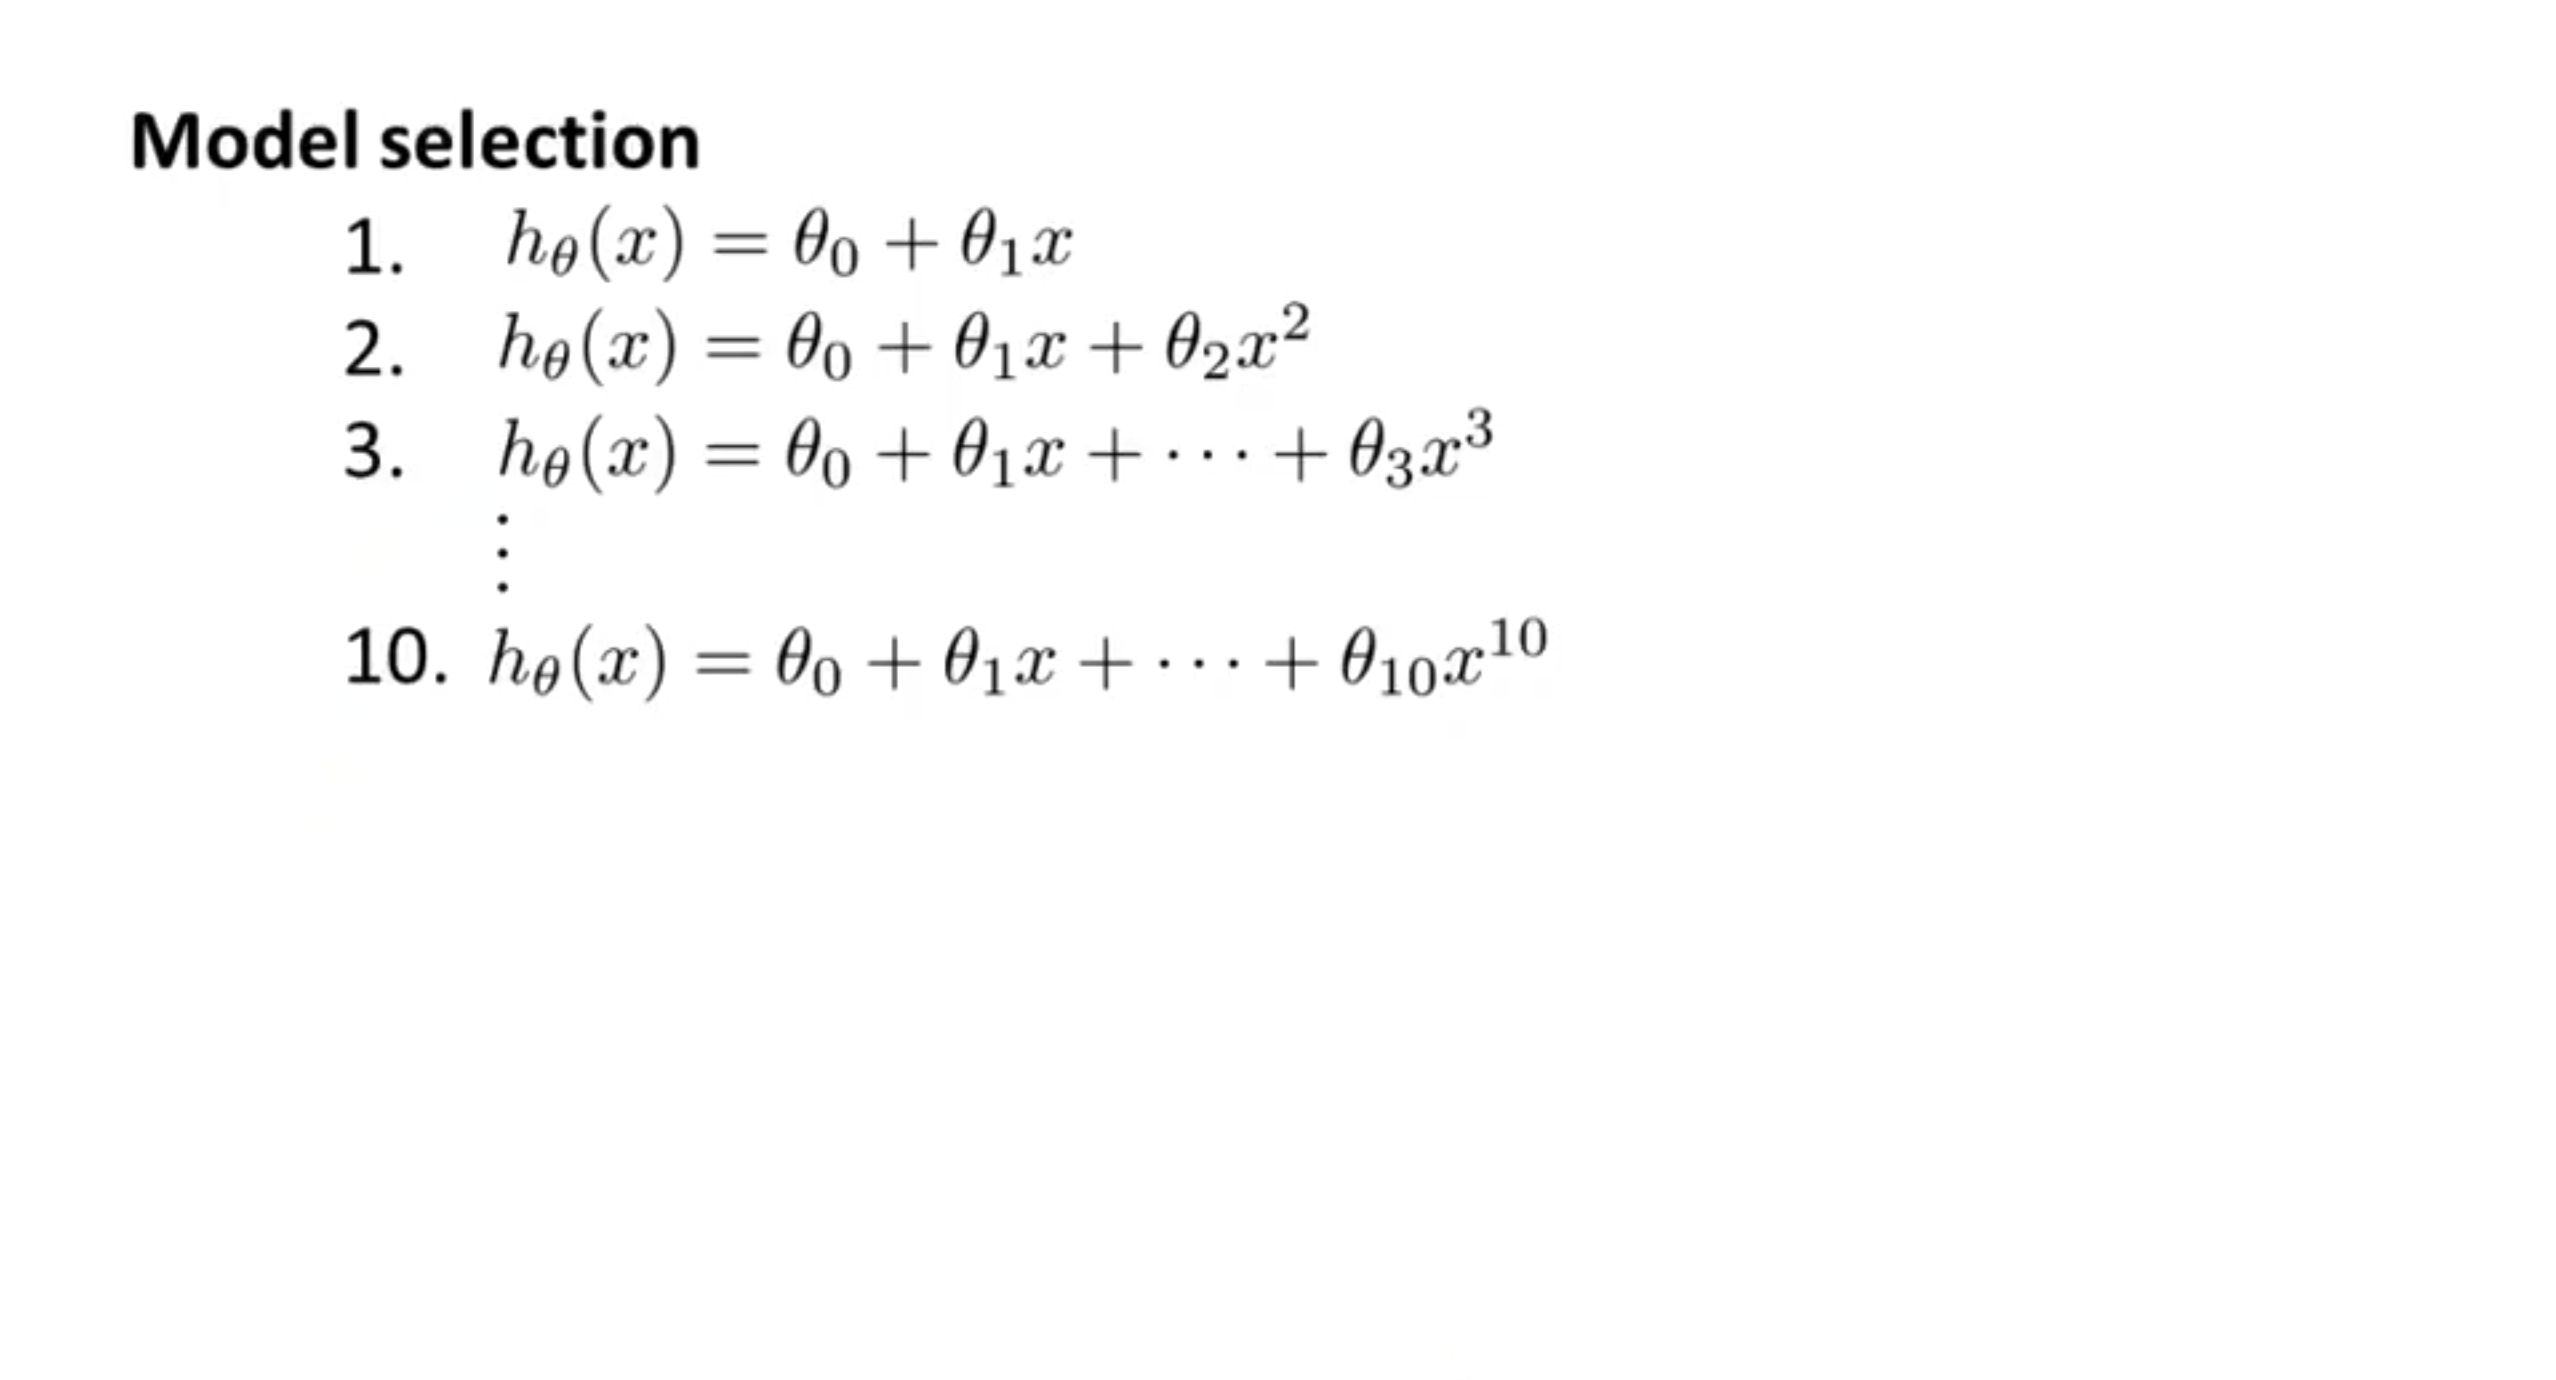 Model selection
1. hθ(x) = θ0 + θ1x
2. hθ(x) = θ0 + θ1x + θ2x²
3. hθ(x) = θ0 + θ1x + ⋯ + θ3x³
⋮
10. hθ(x) = θ0 + θ1x + ⋯ + θ10x¹⁰